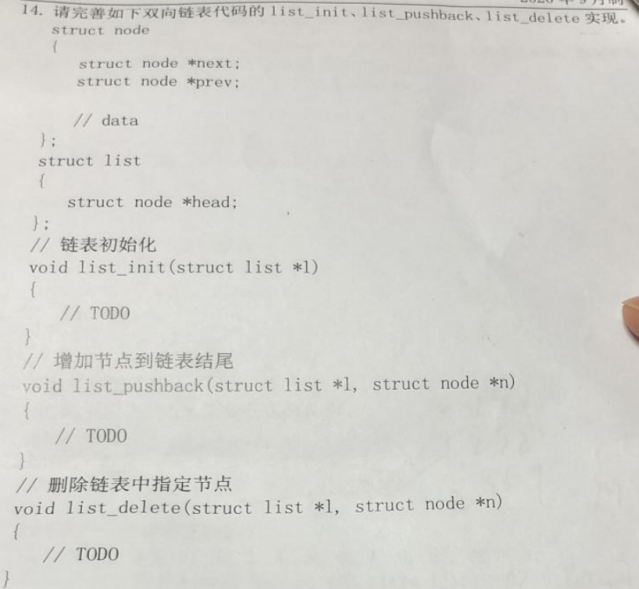 14. 请完善如下双向链表代码的 list_init、list_pushback、list_delete 实现。
struct node
{
struct node *next;
struct node *prev;
// data
};
struct list
{
struct node *head;
};
// 链表初始化
void list_init(struct list *l)
{
// TODO
}
// 增加节点到链表结尾
void list_pushback(struct list *l, struct node *n)
{
// TODO
}
// 删除链表中指定节点
void list_delete(struct list *l, struct node *n)
{
// TODO
}